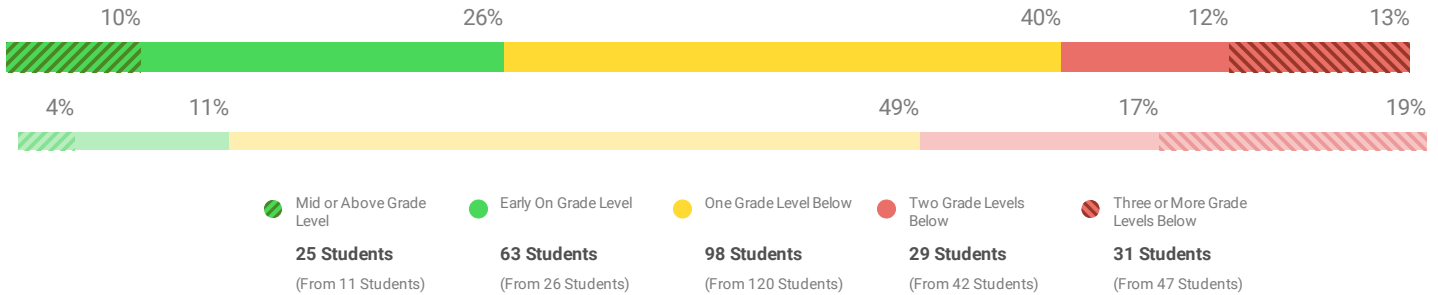 10% 26% 40% 12% 13%
4% 11% 49% 17% 19%
Mid or Above Grade Level
25 Students
(From 11 Students)
Early On Grade Level
63 Students
(From 26 Students)
One Grade Level Below
98 Students
(From 120 Students)
Two Grade Levels
Below
29 Students
(From 42 Students)
Three or More Grade
Levels Below
31 Students
(From 47 Students)